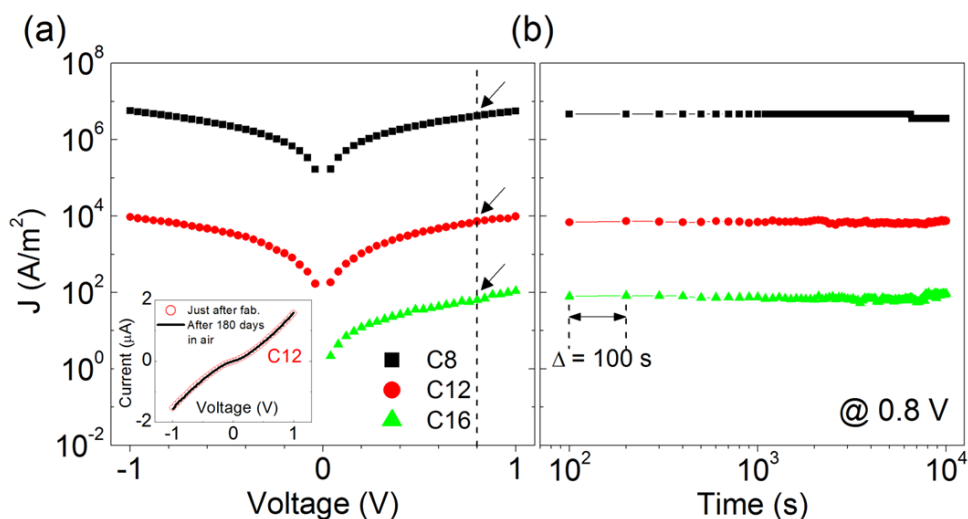 (a)
(b)
10^8
10^6
10^4
10^2
10^0
10^-2
J (A/m^2)
-1
0
1
Voltage (V)
Just after fab.
After 180 days
in air
C12
2
0
-2
Current (μA)
Voltage (V)
-1
0
1
C8
C12
C16
Δ = 100 s
@ 0.8 V
10^2
10^3
10^4
Time (s)